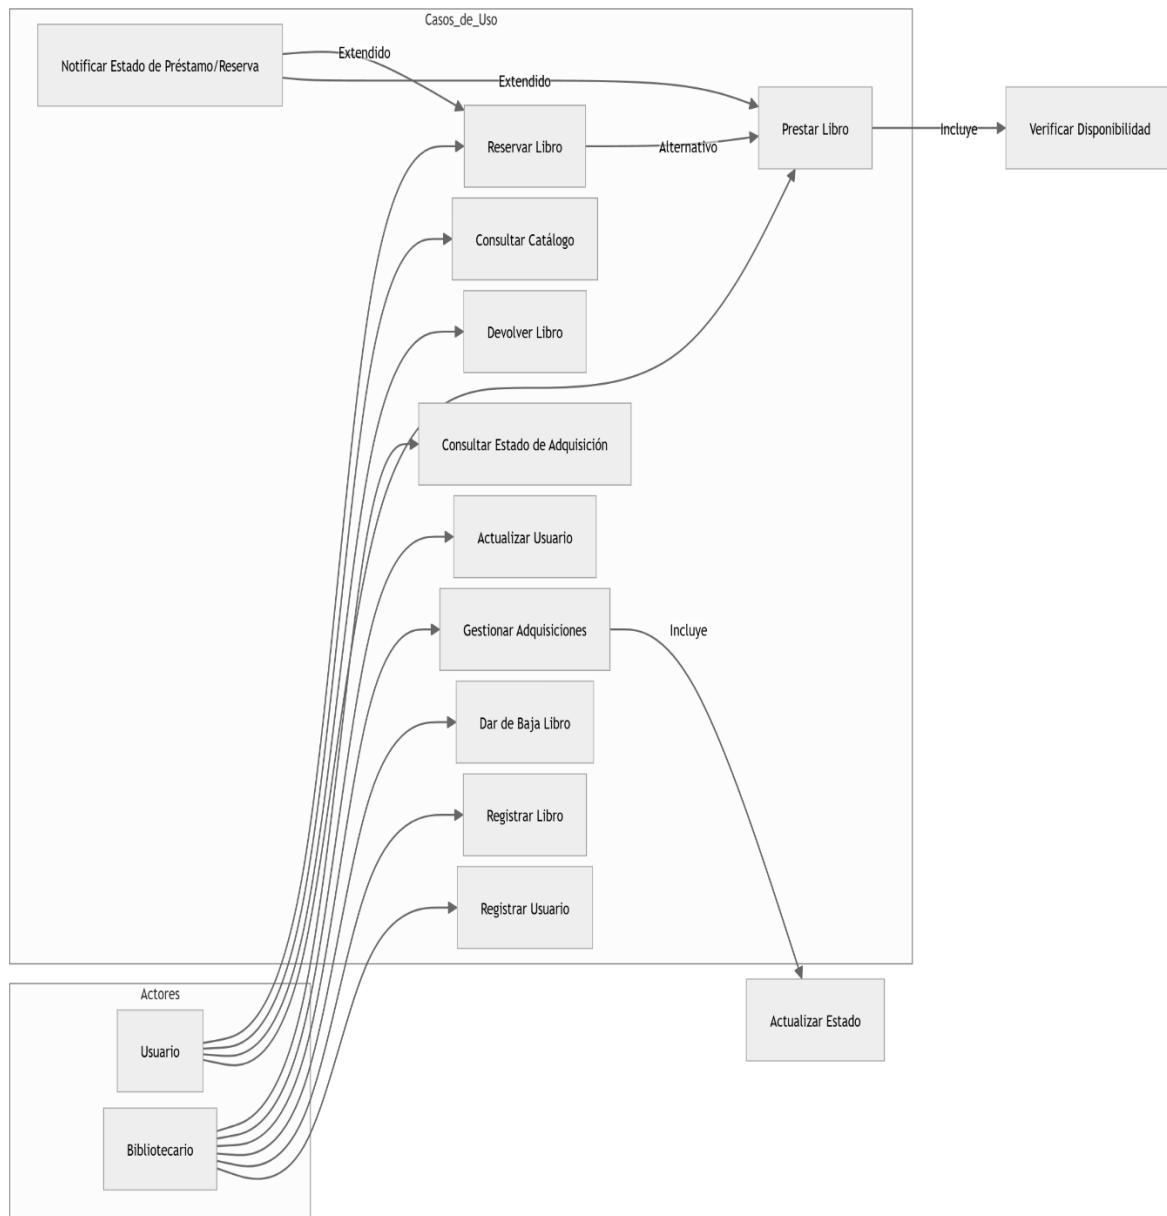 Casos_de_Uso
Notificar Estado de Préstamo/Reserva
Extendido
Extendido
Reservar Libro
Alternativo
Prestar Libro
Incluye
Verificar Disponibilidad
Consultar Catálogo
Devolver Libro
Consultar Estado de Adquisición
Actualizar Usuario
Gestionar Adquisiciones
Incluye
Dar de Baja Libro
Registrar Libro
Registrar Usuario
Actores
Usuario
Actualizar Estado
Bibliotecario